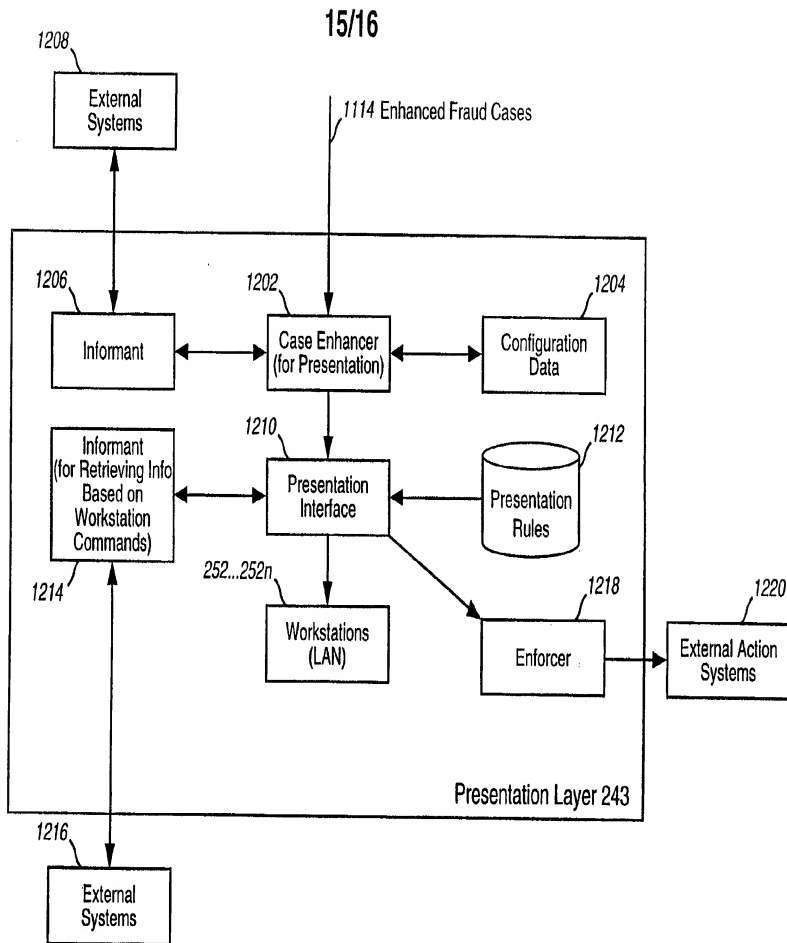 15/16
1208
External
Systems
1114 Enhanced Fraud Cases
1206
Informant
1202
Case Enhancer
(for Presentation)
1204
Configuration
Data
Informant
(for Retrieving Info
Based on
Workstation
Commands)
1214
1210
Presentation
Interface
1212
Presentation
Rules
252...252n
Workstations
(LAN)
1218
Enforcer
1220
External Action
Systems
Presentation Layer 243
1216
External
Systems